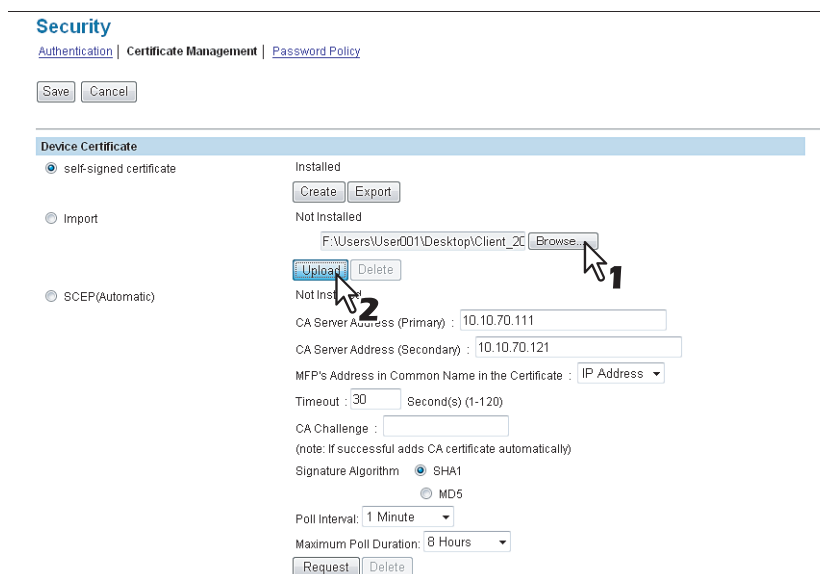 Security
Authentication | Certificate Management | Password Policy
Save Cancel
Device Certificate
self-signed certificate Installed
Create Export
Import Not Installed
F:\Users\User001\Desktop\Client_20 Browse...
1
Upload Delete
2
SCEP(Automatic) Not
CA Server Address (Primary) : 10.10.70.111
CA Server Address (Secondary) : 10.10.70.121
MFP's Address in Common Name in the Certificate : IP Address
Timeout : 30 Second(s) (1-120)
CA Challenge :
(note: If successful adds CA certificate automatically)
Signature Algorithm SHA1
MD5
Poll Interval: 1 Minute
Maximum Poll Duration: 8 Hours
Request Delete